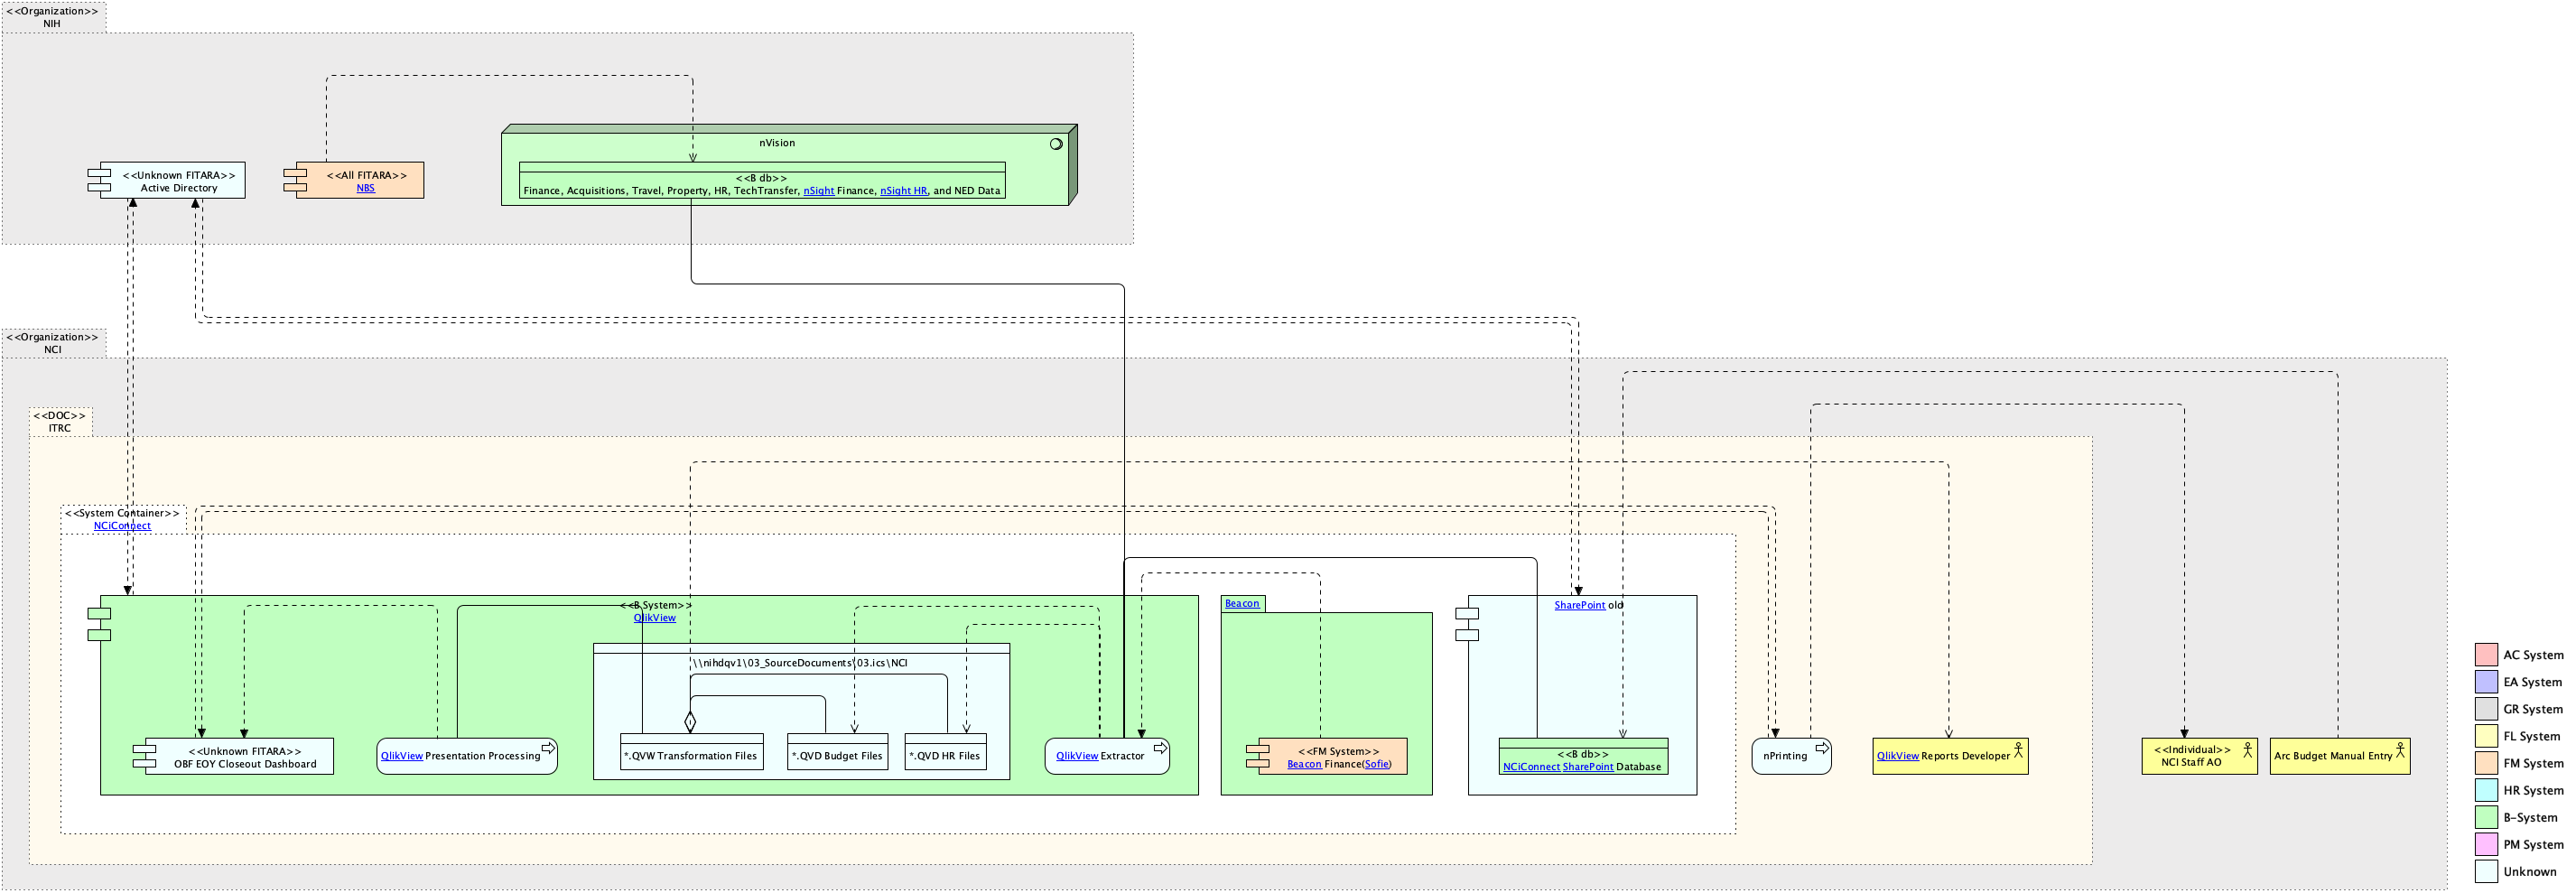 <<Organization>>
NIH
nVision
<<Unknown FITARA>>
Active Directory
<<All FITARA>>
NBS
<<B db>>
Finance, Acquisitions, Travel, Property, HR, TechTransfer, nSight Finance, nSight HR, and NED Data
<<Organization>>
NCI
<<DOC>>
ITRC
<<System Container>>
NCiConnect
<<B System>>
QlikView
Beacon
SharePoint old
\\nihdqv1\03_SourceDocuments\03.ics\NCI
<<Unknown FITARA>>
OBF EOY Closeout Dashboard
QlikView Presentation Processing
*.QVW Transformation Files
*.QVD Budget Files
*.QVD HR Files
QlikView Extractor
<<FM System>>
Beacon Finance(Sofie)
<<B db>>
NCiConnect SharePoint Database
nPrinting
QlikView Reports Developer
<<Individual>>
NCI Staff AO
Arc Budget Manual Entry
AC System
EA System
GR System
FL System
FM System
HR System
B-System
PM System
Unknown